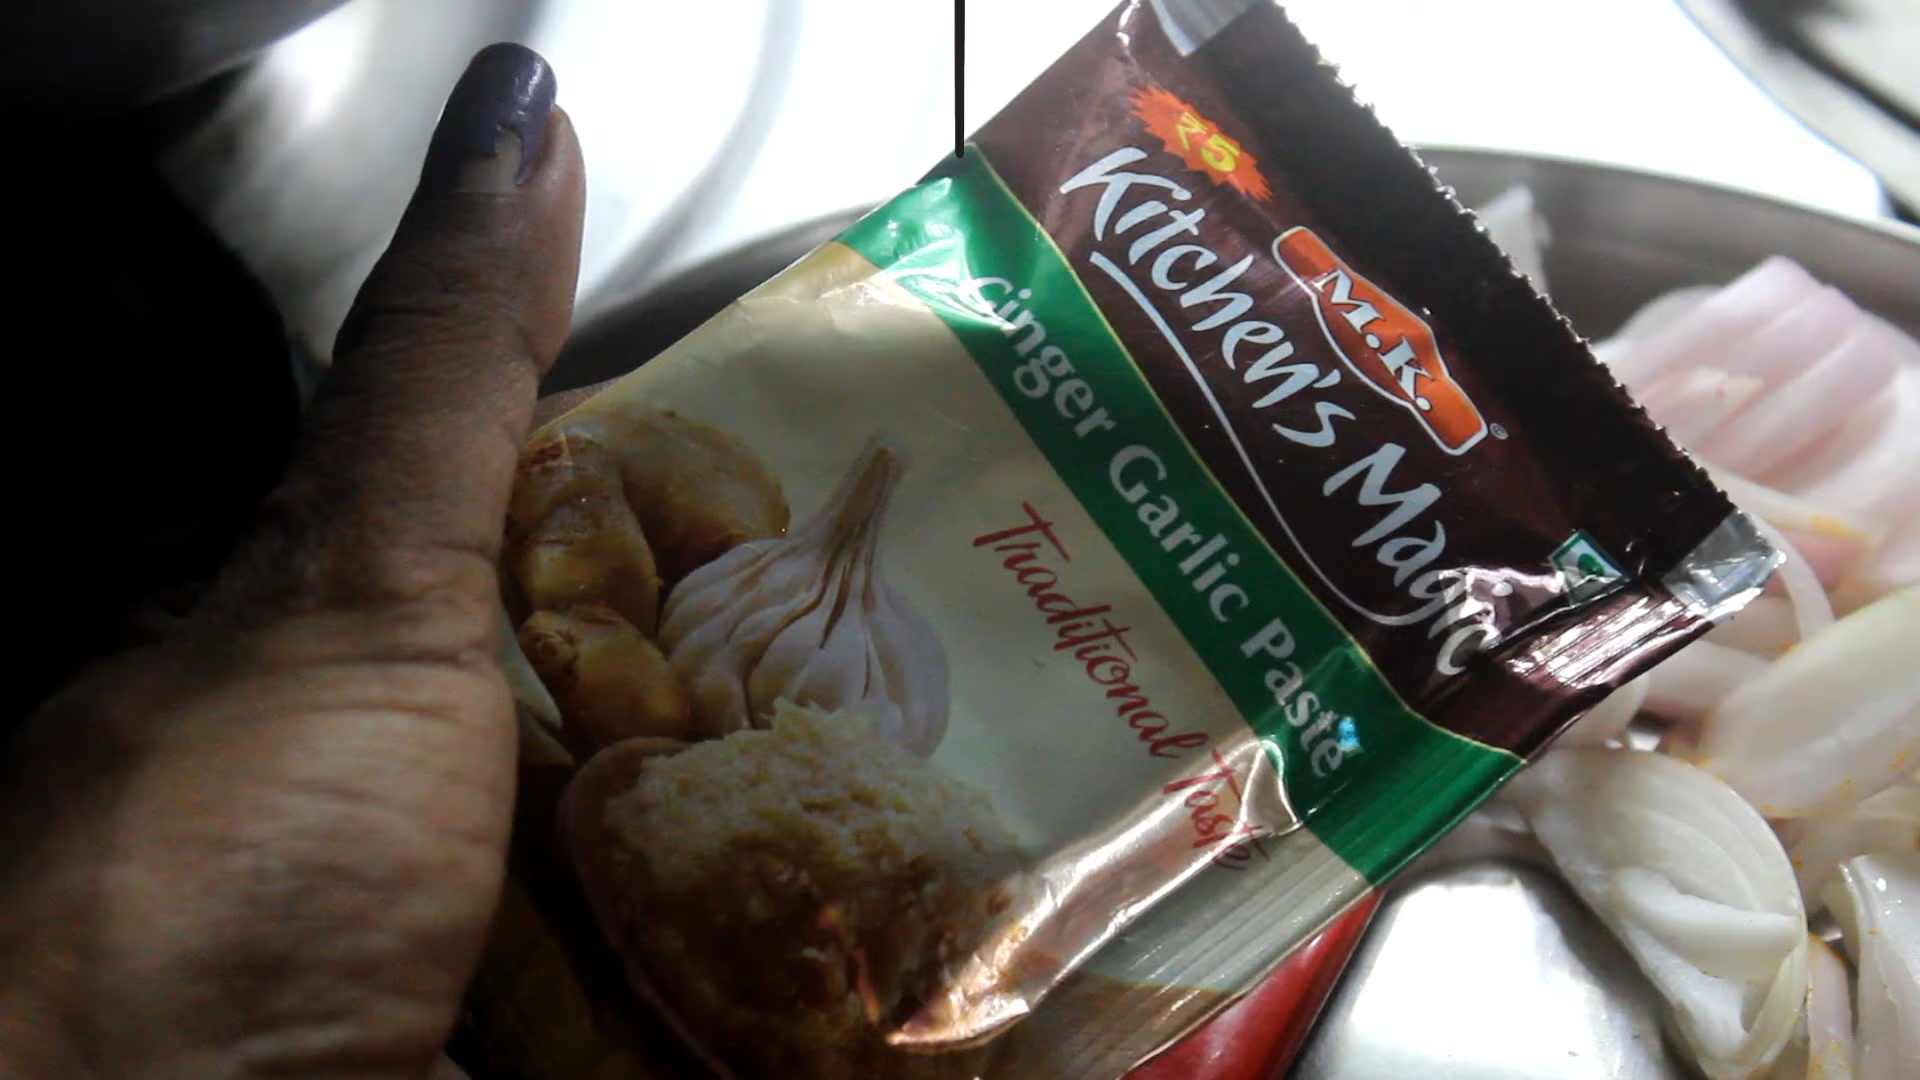 ₹5
M.K.
Kitchen's Magic
Ginger Garlic Paste
Traditional Taste